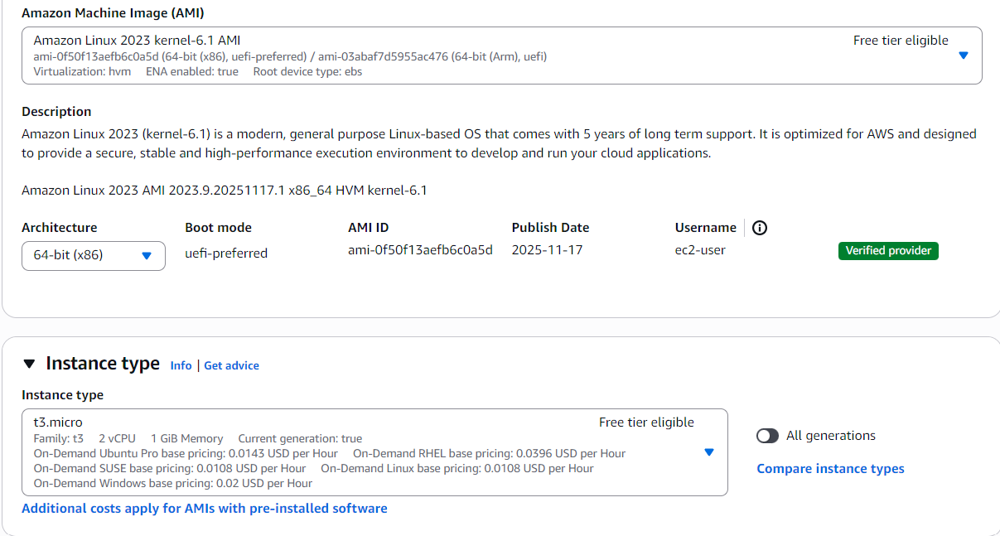 Amazon Machine Image (AMI)
Amazon Linux 2023 kernel-6.1 AMI
Free tier eligible
ami-0f50f13aefb6c0a5d (64-bit (x86), uefi-preferred) / ami-03abaf7d5955ac476 (64-bit (Arm), uefi)
Virtualization: hvm ENA enabled: true Root device type: ebs
Description
Amazon Linux 2023 (kernel-6.1) is a modern, general purpose Linux-based OS that comes with 5 years of long term support. It is optimized for AWS and designed
to provide a secure, stable and high-performance execution environment to develop and run your cloud applications.
Amazon Linux 2023 AMI 2023.9.20251117.1 x86_64 HVM kernel-6.1
Architecture Boot mode AMI ID Publish Date Username
64-bit (x86) uefi-preferred ami-0f50f13aefb6c0a5d 2025-11-17 ec2-user Verified provider
Instance type Info | Get advice
Instance type
t3.micro Free tier eligible
Family: t3 2 vCPU 1 GiB Memory Current generation: true
On-Demand Ubuntu Pro base pricing: 0.0143 USD per Hour On-Demand RHEL base pricing: 0.0396 USD per Hour
On-Demand SUSE base pricing: 0.0108 USD per Hour On-Demand Linux base pricing: 0.0108 USD per Hour
On-Demand Windows base pricing: 0.02 USD per Hour
All generations
Compare instance types
Additional costs apply for AMIs with pre-installed software